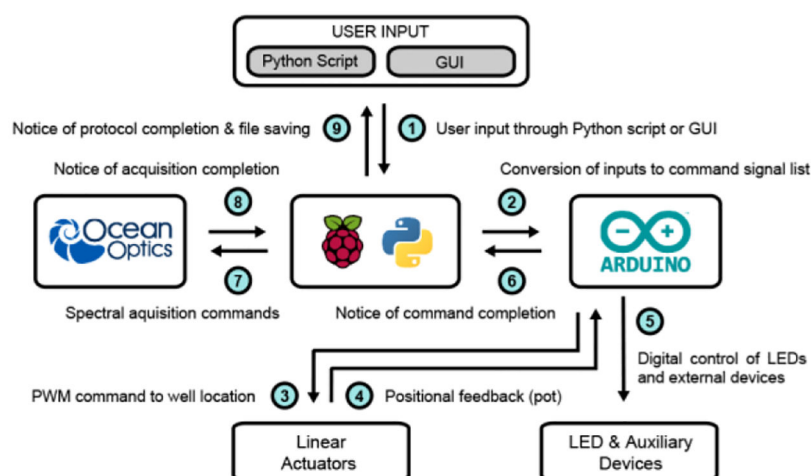 USER INPUT
Python Script
GUI
Notice of protocol completion & file saving
9
1
User input through Python script or GUI
Notice of acquisition completion
Conversion of inputs to command signal list
8
2
Ocean
Optics
ARDUINO
7
6
Spectral aquisition commands
Notice of command completion
5
Digital control of LEDs
and external devices
PWM command to well location
3
4
Positional feedback (pot)
Linear
Actuators
LED & Auxiliary
Devices